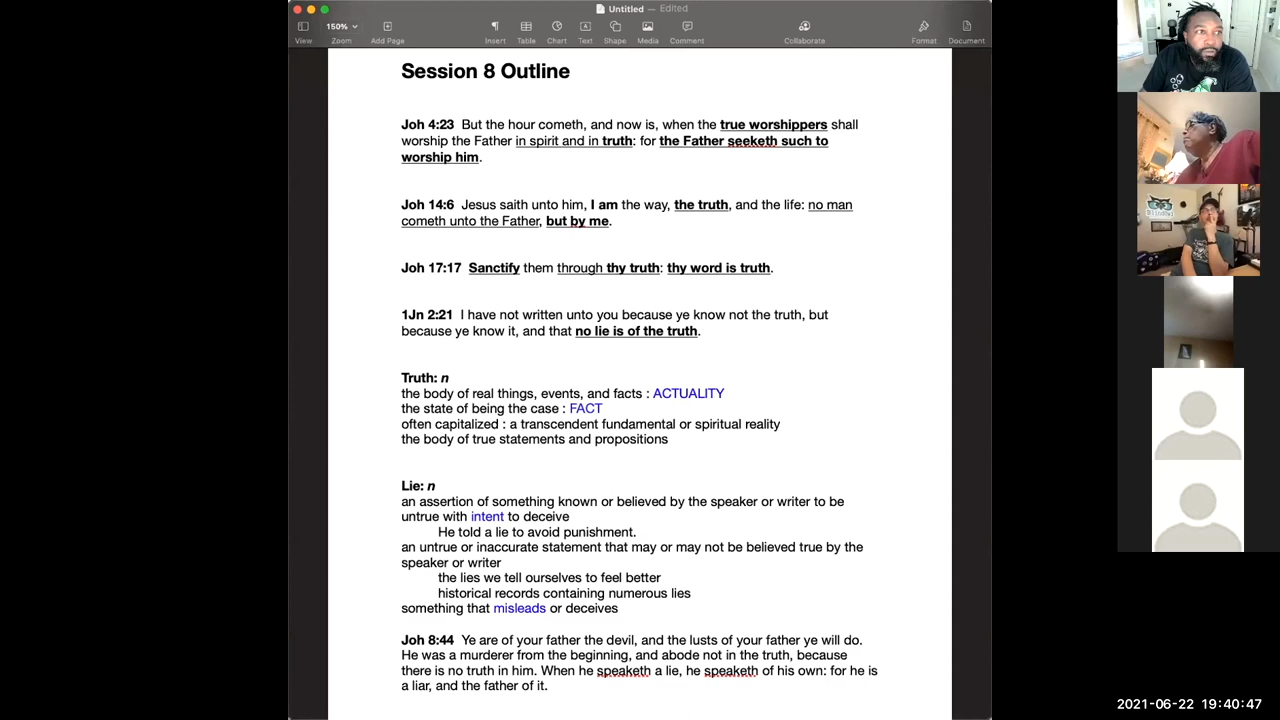 Untitled — Edited
150%
View
Zoom
Add Page
Insert
Table
Chart
Text
Shape
Media
Comment
Collaborate
Format
Document
Session 8 Outline
Joh 4:23 But the hour cometh, and now is, when the true worshippers shall
worship the Father in spirit and in truth: for the Father seeketh such to
worship him.
Joh 14:6 Jesus saith unto him, I am the way, the truth, and the life: no man
cometh unto the Father, but by me.
Joh 17:17 Sanctify them through thy truth: thy word is truth.
1Jn 2:21 I have not written unto you because ye know not the truth, but
because ye know it, and that no lie is of the truth.
Truth: n
the body of real things, events, and facts : ACTUALITY
the state of being the case : FACT
often capitalized : a transcendent fundamental or spiritual reality
the body of true statements and propositions
Lie: n
an assertion of something known or believed by the speaker or writer to be
untrue with intent to deceive
He told a lie to avoid punishment.
an untrue or inaccurate statement that may or may not be believed true by the
speaker or writer
the lies we tell ourselves to feel better
historical records containing numerous lies
something that misleads or deceives
Joh 8:44 Ye are of your father the devil, and the lusts of your father ye will do.
He was a murderer from the beginning, and abode not in the truth, because
there is no truth in him. When he speaketh a lie, he speaketh of his own: for he is
a liar, and the father of it.
2021-06-22 19:40:47